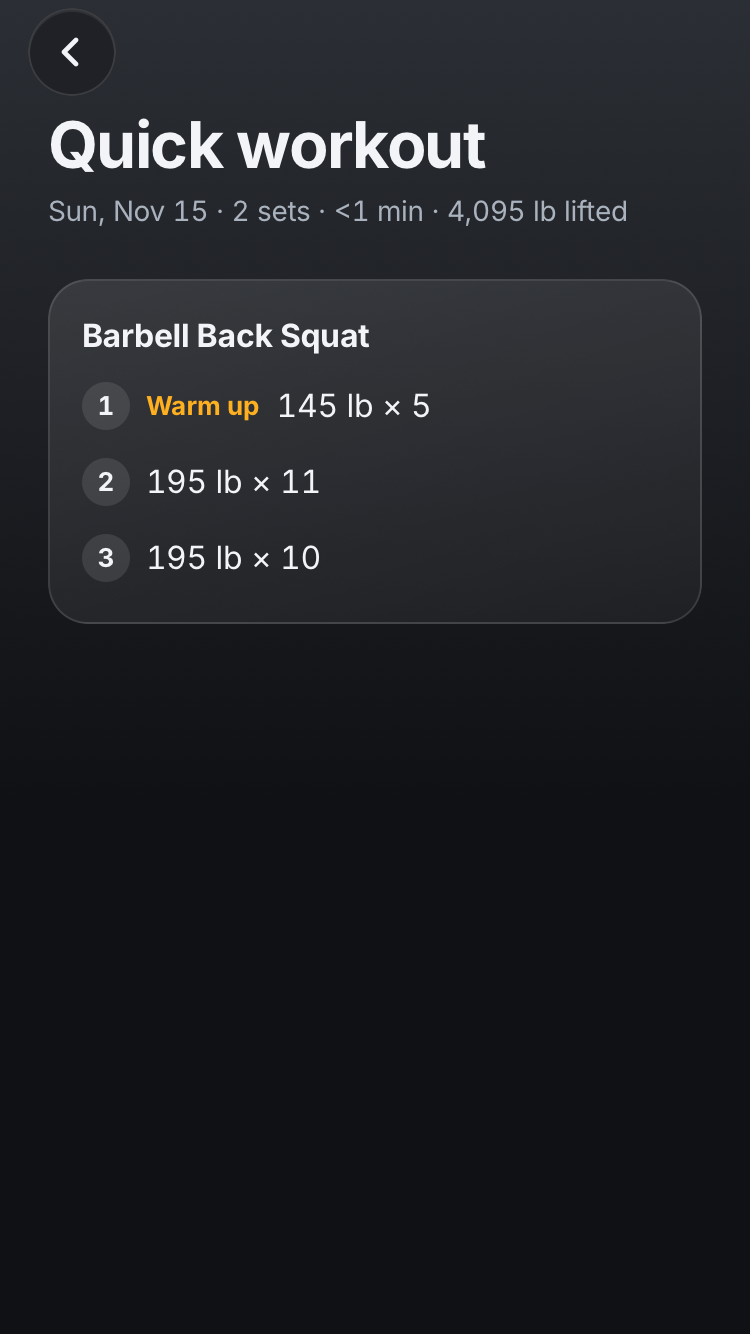 Quick workout
Sun, Nov 15 · 2 sets · <1 min · 4,095 lb lifted
Barbell Back Squat
1 Warm up 145 lb × 5
2 195 lb × 11
3 195 lb × 10